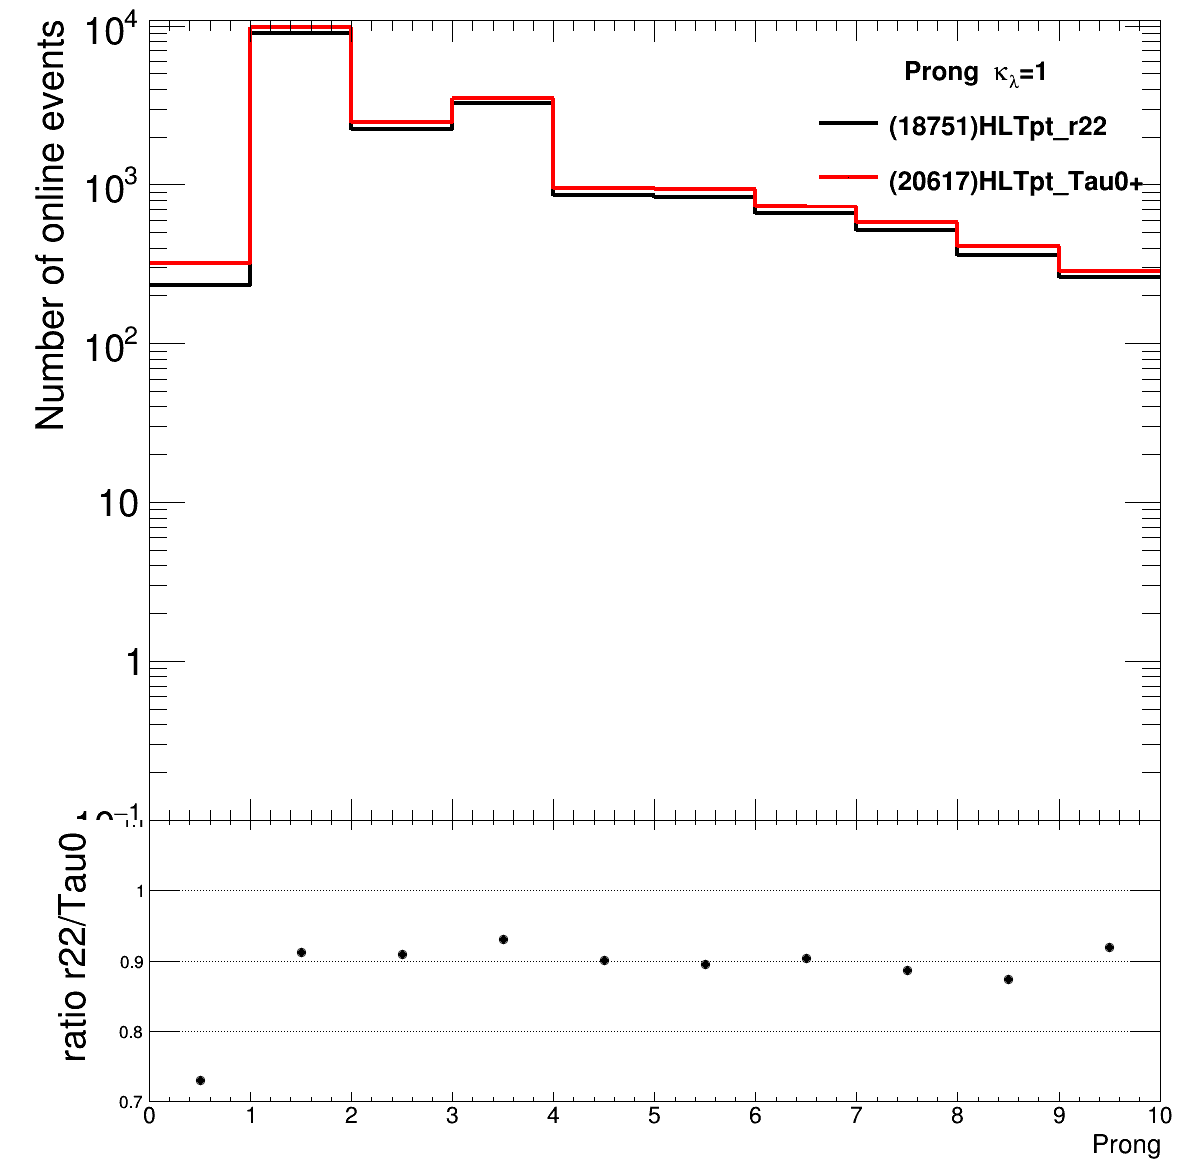 Number of online events
10⁴
10³
10²
10
1
Prong κλ=1
(18751)HLTpt_r22
(20617)HLTpt_Tau0+
ratio r22/Tau0
1
0.9
0.8
0.7
0 1 2 3 4 5 6 7 8 9 10
Prong